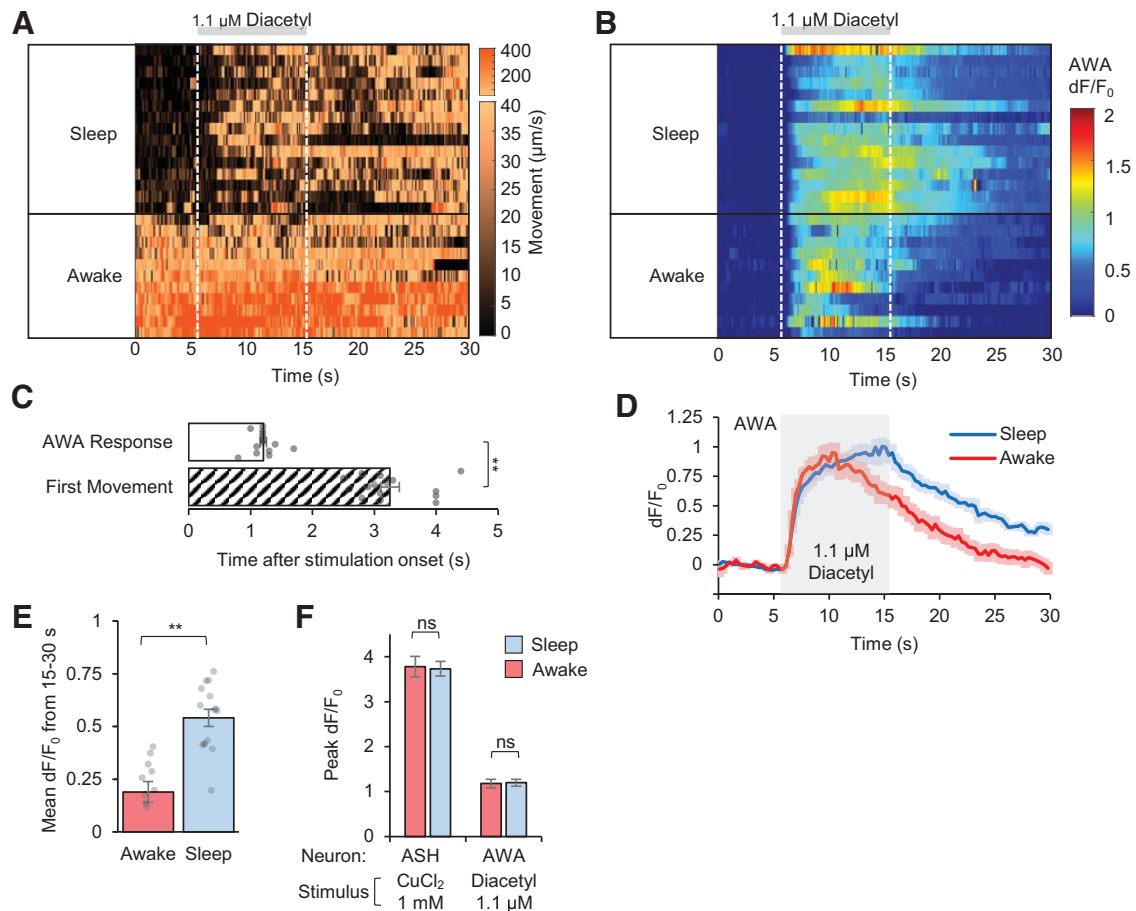 A
1.1 µM Diacetyl
Sleep
Awake
400
200
40
35
30
25
20
15
10
5
0
Movement (µm/s)
0 5 10 15 20 25 30
Time (s)
B
1.1 µM Diacetyl
Sleep
Awake
AWA
dF/F₀
2
1.5
1
0.5
0
0 5 10 15 20 25 30
Time (s)
C
AWA Response
First Movement
**
0 1 2 3 4 5
Time after stimulation onset (s)
D
AWA
Sleep
Awake
1.25
1
0.75
0.5
0.25
0
dF/F₀
1.1 µM
Diacetyl
0 5 10 15 20 25 30
Time (s)
E
**
1
0.75
0.5
0.25
0
Mean dF/F₀ from 15-30 s
Awake Sleep
F
ns
Sleep
Awake
ns
4
3
2
1
0
Peak dF/F₀
Neuron: ASH AWA
Stimulus CuCl₂ Diacetyl
1 mM 1.1 µM